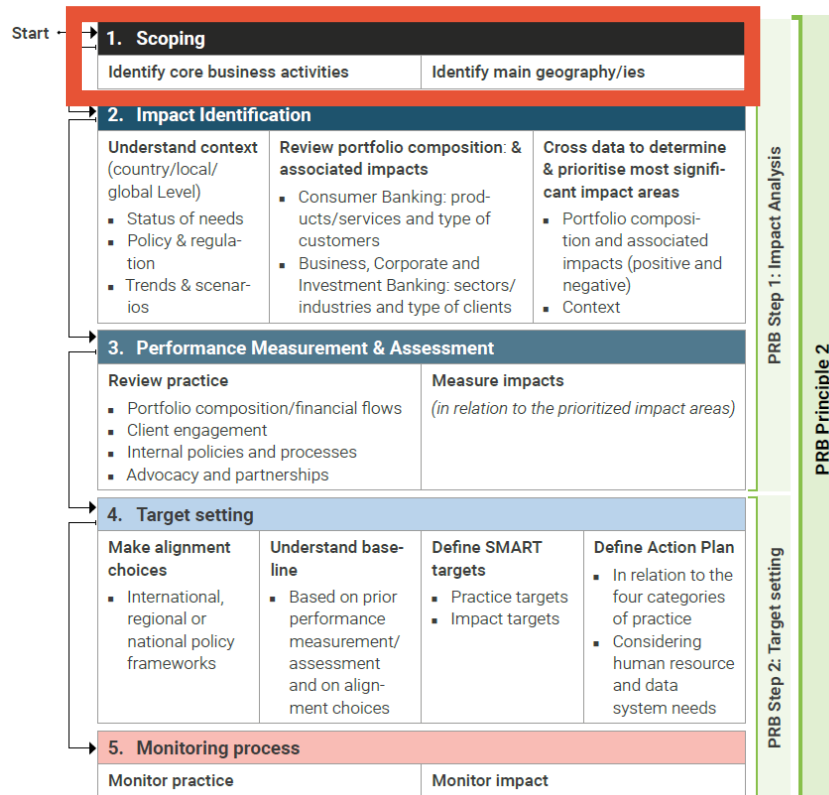 Start
1. Scoping
Identify core business activities
Identify main geography/ies
2. Impact Identification
Understand context
(country/local/
global Level)
▪ Status of needs
▪ Policy & regula-
tion
▪ Trends & scenar-
ios
Review portfolio composition: &
associated impacts
▪ Consumer Banking: prod-
ucts/services and type of
customers
▪ Business, Corporate and
Investment Banking: sectors/
industries and type of clients
Cross data to determine
& prioritise most signifi-
cant impact areas
▪ Portfolio composi-
tion and associated
impacts (positive and
negative)
▪ Context
3. Performance Measurement & Assessment
Review practice
▪ Portfolio composition/financial flows
▪ Client engagement
▪ Internal policies and processes
▪ Advocacy and partnerships
Measure impacts
(in relation to the prioritized impact areas)
4. Target setting
Make alignment
choices
▪ International,
regional or
national policy
frameworks
Understand base-
line
▪ Based on prior
performance
measurement/
assessment
and on align-
ment choices
Define SMART
targets
▪ Practice targets
▪ Impact targets
Define Action Plan
▪ In relation to the
four categories
of practice
▪ Considering
human resource
and data
system needs
5. Monitoring process
Monitor practice
Monitor impact
PRB Step 1: Impact Analysis
PRB Step 2: Target setting
PRB Principle 2